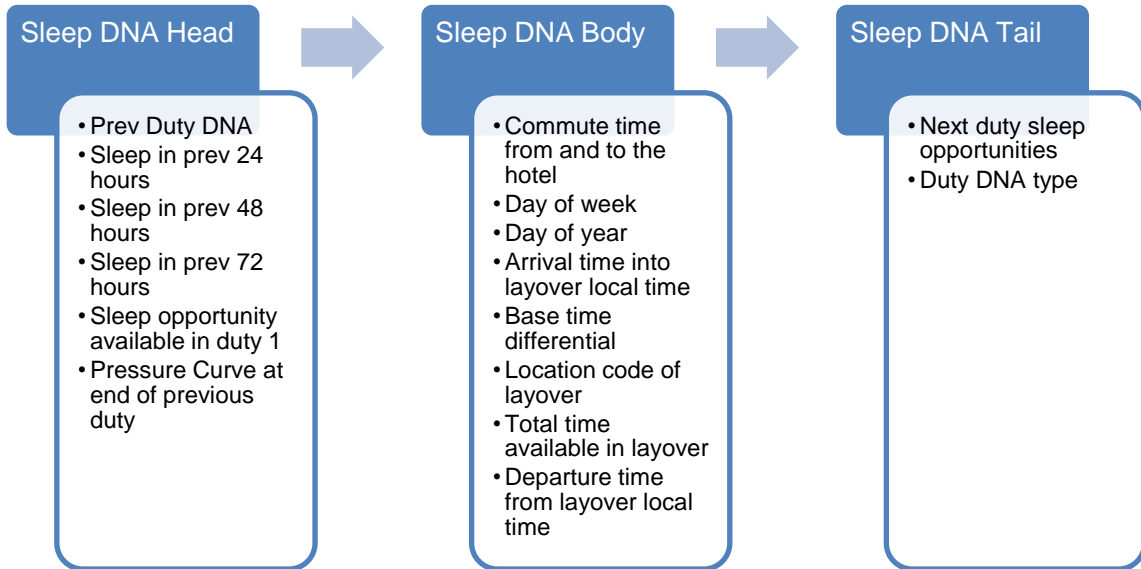 Sleep DNA Head
• Prev Duty DNA
• Sleep in prev 24
hours
• Sleep in prev 48
hours
• Sleep in prev 72
hours
• Sleep opportunity
available in duty 1
• Pressure Curve at
end of previous
duty
Sleep DNA Body
• Commute time
from and to the
hotel
• Day of week
• Day of year
• Arrival time into
layover local time
• Base time
differential
• Location code of
layover
• Total time
available in layover
• Departure time
from layover local
time
Sleep DNA Tail
• Next duty sleep
opportunities
• Duty DNA type